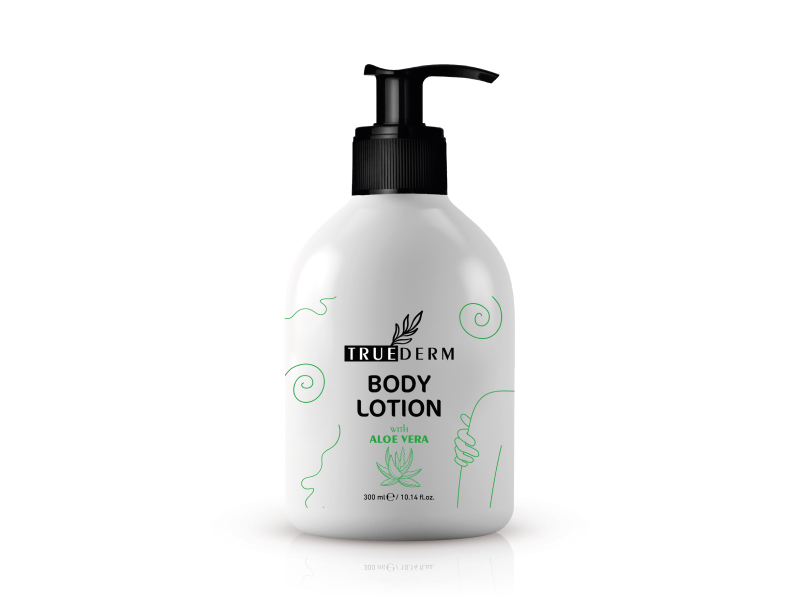 TRUEDERM
BODY
LOTION
with
ALOE VERA
300 ml ℮ / 10.14 fl.oz.